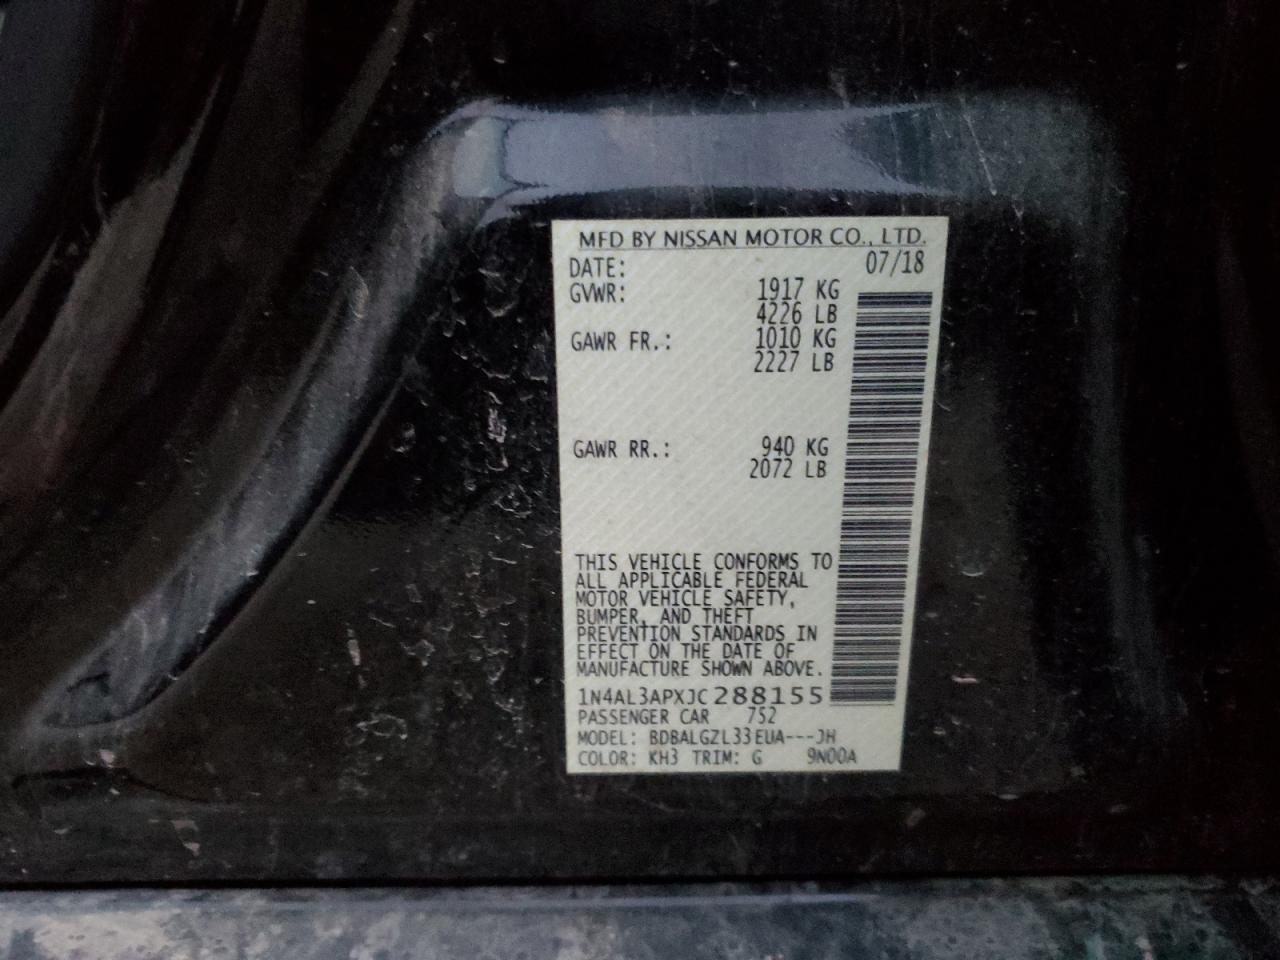 MFD BY NISSAN MOTOR CO., LTD.
DATE: 07/18
GVWR: 1917 KG
4226 LB
GAWR FR.: 1010 KG
2227 LB
GAWR RR.: 940 KG
2072 LB
THIS VEHICLE CONFORMS TO
ALL APPLICABLE FEDERAL
MOTOR VEHICLE SAFETY,
BUMPER, AND THEFT
PREVENTION STANDARDS IN
EFFECT ON THE DATE OF
MANUFACTURE SHOWN ABOVE.
1N4AL3APXJC288155
PASSENGER CAR 752
MODEL: BDBALGZL33EUA---JH
COLOR: KH3 TRIM: G 9N00A